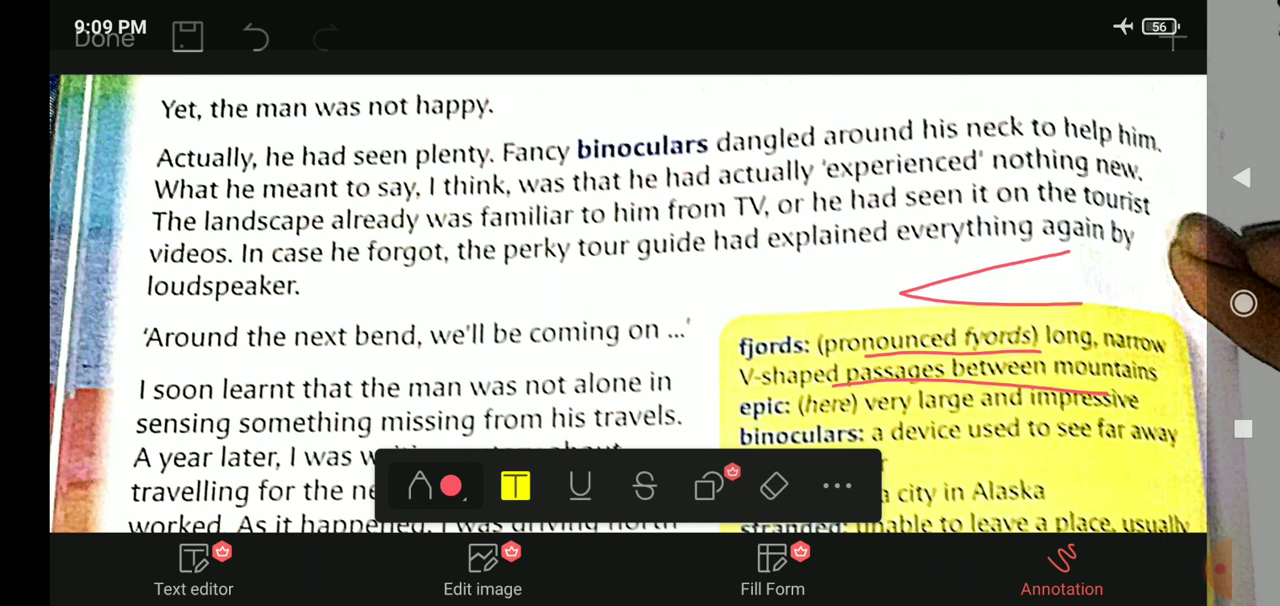 9:09 PM
56
Done
Yet, the man was not happy.
Actually, he had seen plenty. Fancy binoculars dangled around his neck to help him.
What he meant to say, I think, was that he had actually 'experienced' nothing new.
The landscape already was familiar to him from TV, or he had seen it on the tourist
videos. In case he forgot, the perky tour guide had explained everything again by
loudspeaker.
'Around the next bend, we'll be coming on ...'
I soon learnt that the man was not alone in
sensing something missing from his travels.
A year later, I was
travelling for the
worked. As it happened, I was driving north
fjords: (pronounced fyords) long, narrow
V-shaped passages between mountains
epic: (here) very large and impressive
binoculars: a device used to see far away
a city in Alaska
stranded: unable to leave a place, usually
T
U
S
Text editor
Edit image
Fill Form
Annotation